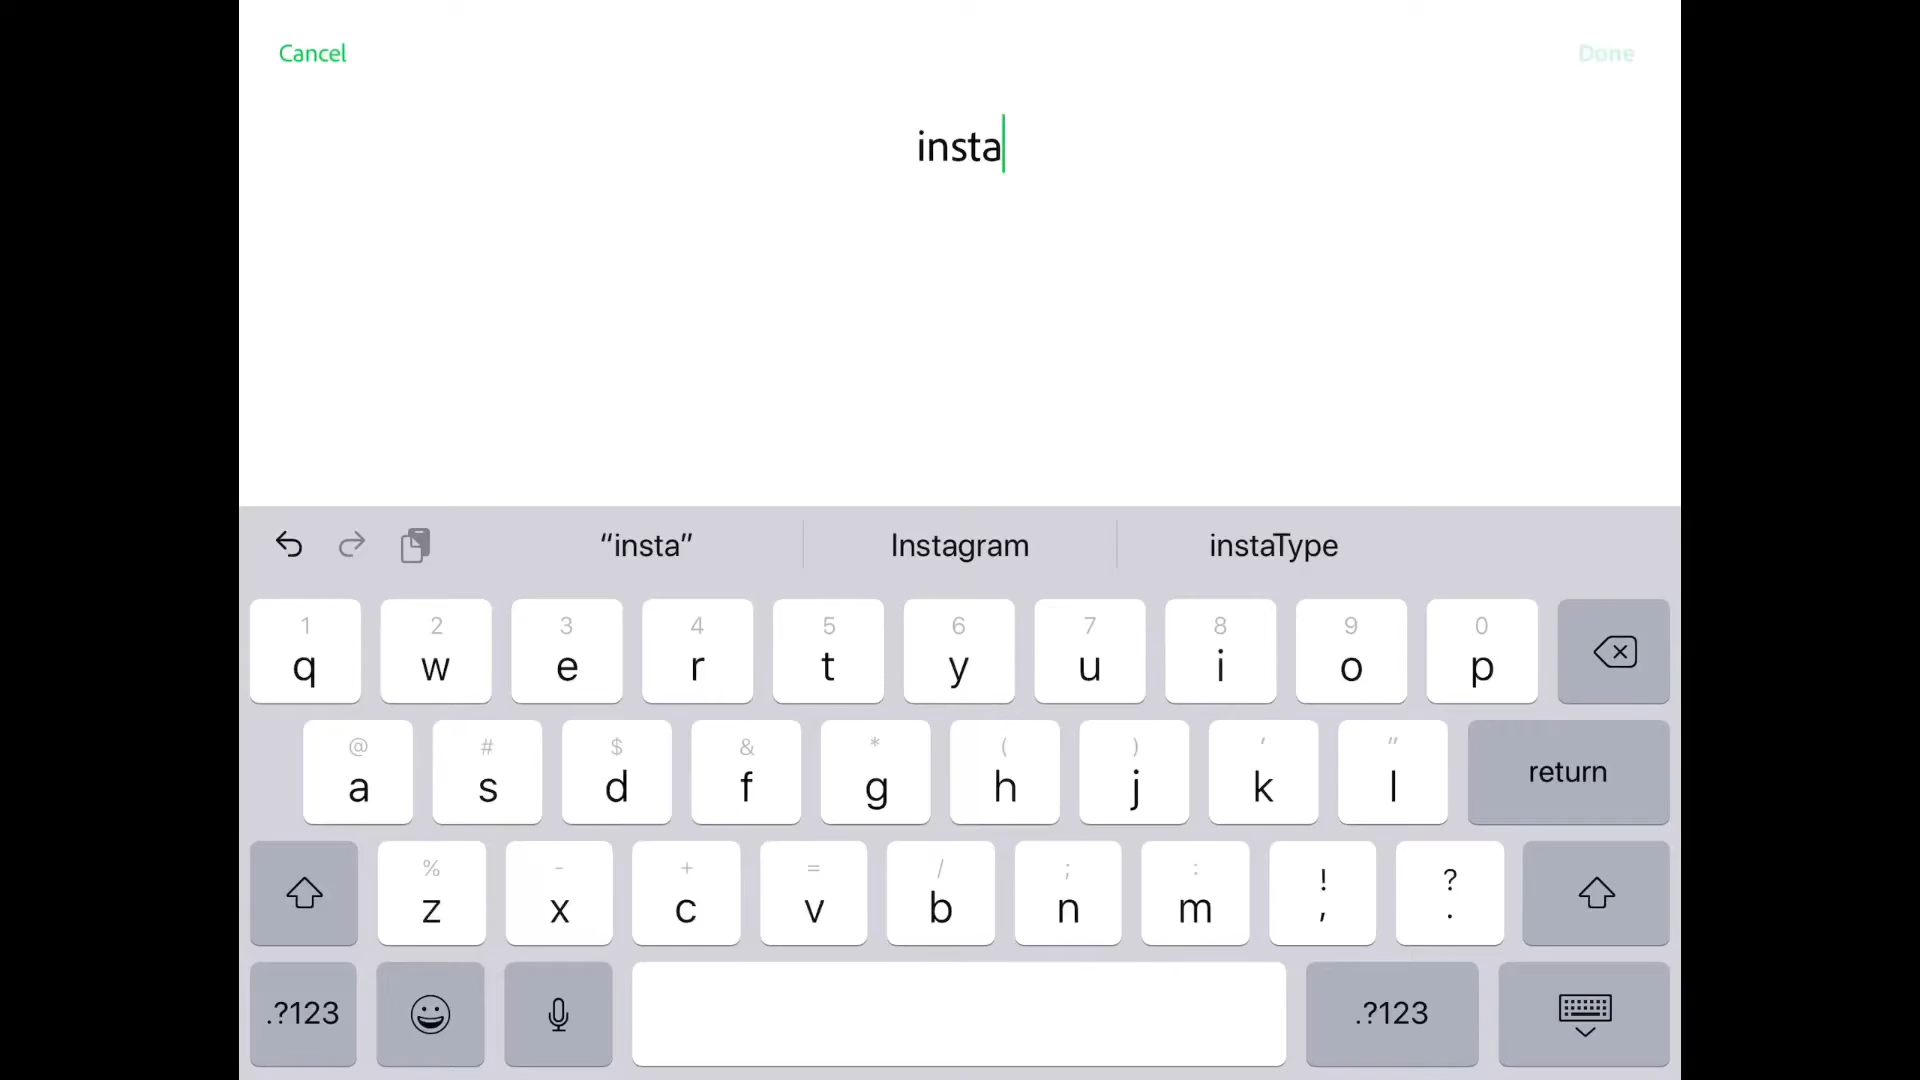 Cancel Done
insta
“insta” Instagram instaType
1 2 3 4 5 6 7 8 9 0
q w e r t y u i o p
@ # $ & * ( ) ' "
a s d f g h j k l return
% - + = / ; : ! ?
z x c v b n m , .
.?123 .?123